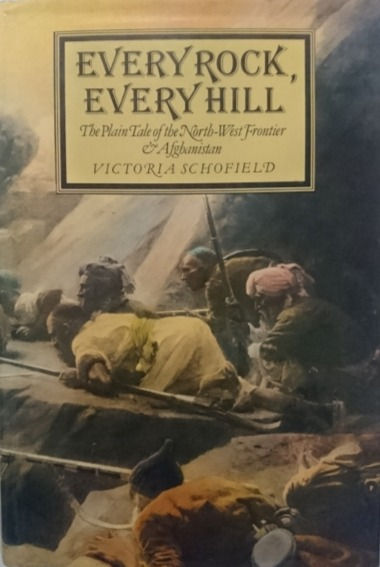 EVERY ROCK,
EVERY HILL
The Plain Tale of the North-West Frontier
& Afghanistan
VICTORIA SCHOFIELD